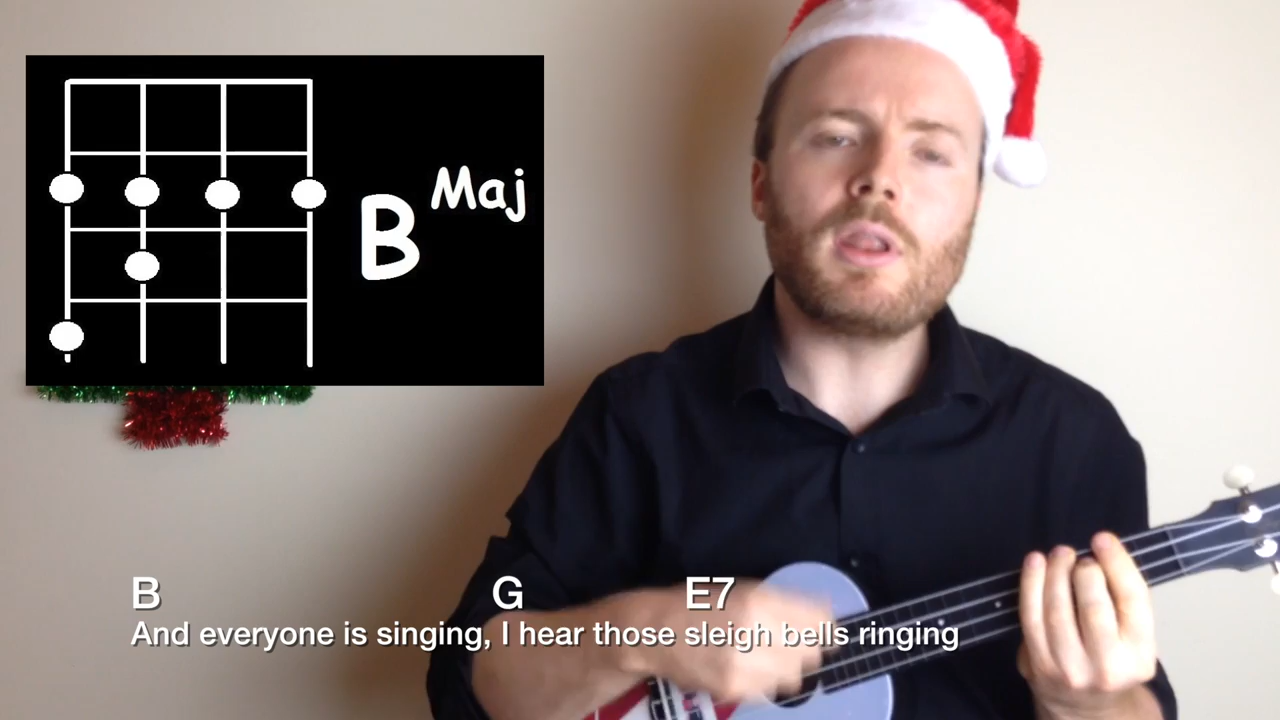 B Maj
B G E7
And everyone is singing, I hear those sleigh bells ringing